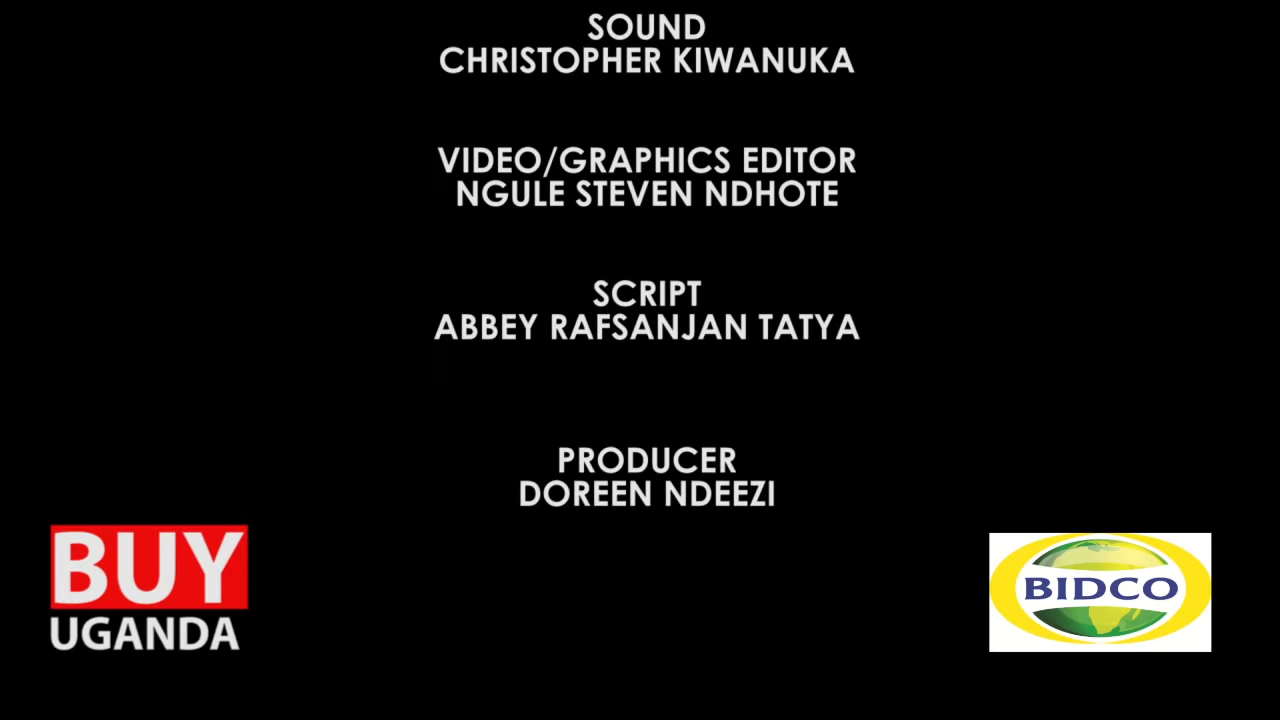 SOUND
CHRISTOPHER KIWANUKA
VIDEO/GRAPHICS EDITOR
NGULE STEVEN NDHOTE
SCRIPT
ABBEY RAFSANJAN TATYA
PRODUCER
DOREEN NDEEZI
BUY
UGANDA
BIDCO